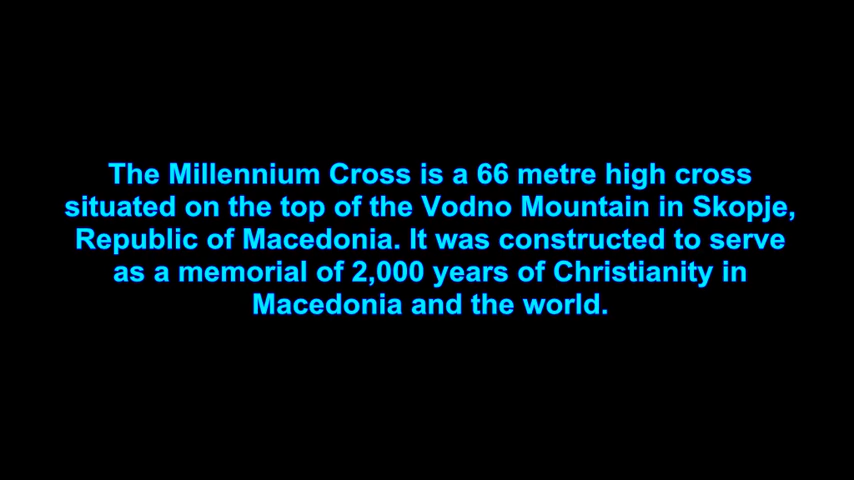 The Millennium Cross is a 66 metre high cross
situated on the top of the Vodno Mountain in Skopje,
Republic of Macedonia. It was constructed to serve
as a memorial of 2,000 years of Christianity in
Macedonia and the world.